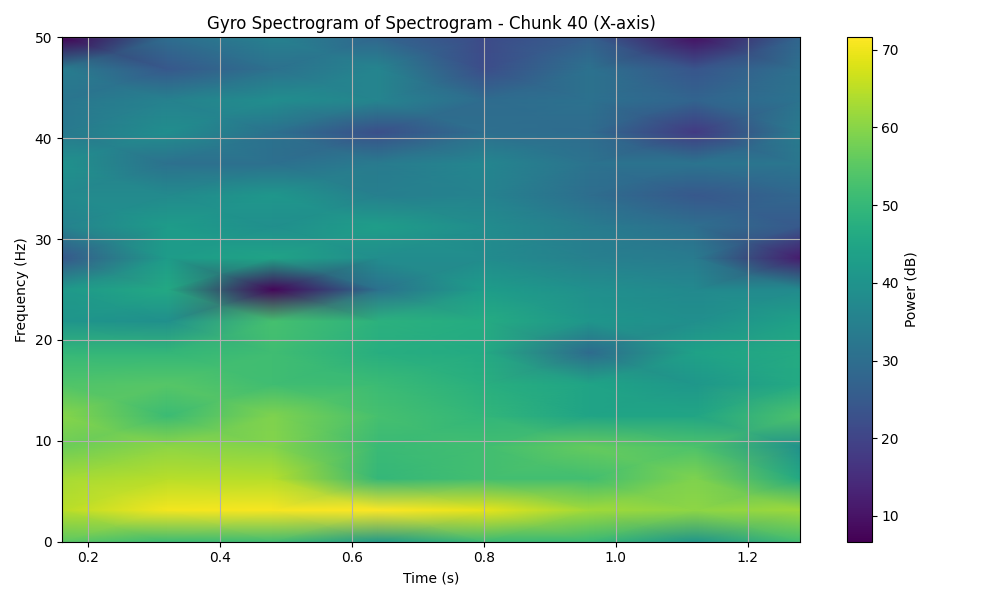 Gyro Spectrogram of Spectrogram - Chunk 40 (X-axis)
50
40
30
20
10
0
Frequency (Hz)
0.2 0.4 0.6 0.8 1.0 1.2
Time (s)
70
60
50
40
30
20
10
Power (dB)